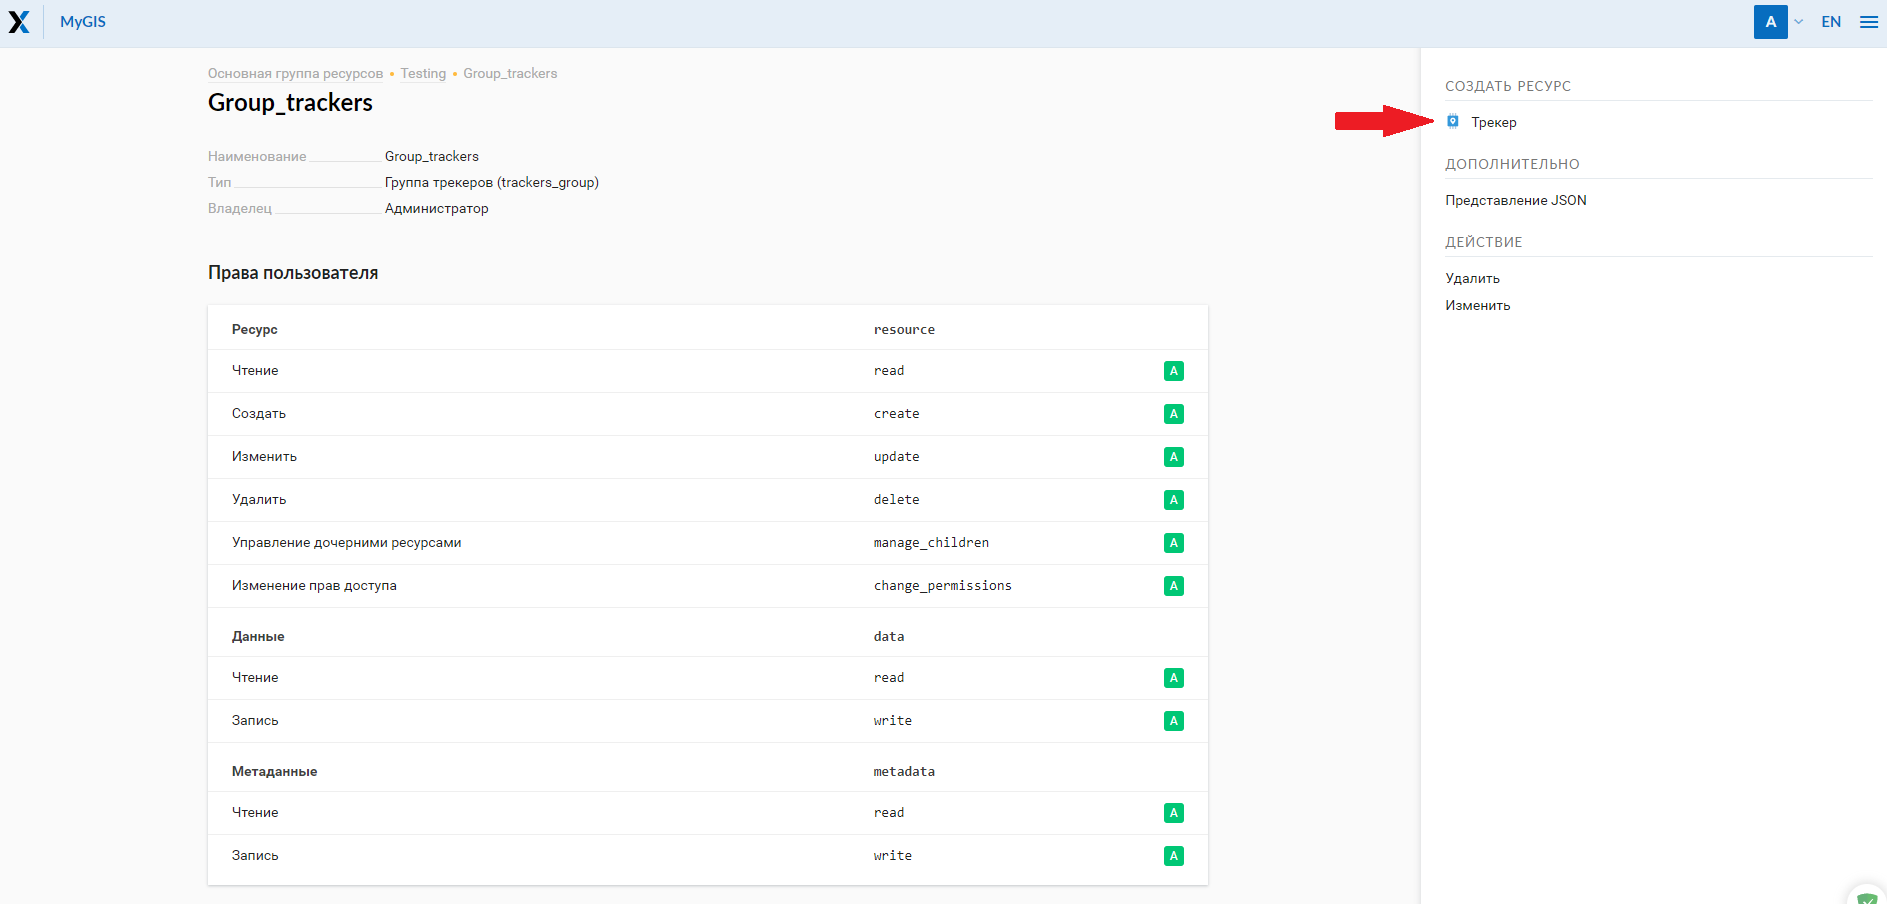 MyGIS
A
EN
Основная группа ресурсов • Testing • Group_trackers
Group_trackers
Наименование Group_trackers
Тип Группа трекеров (trackers_group)
Владелец Администратор
Права пользователя
Ресурс resource
Чтение read A
Создать create A
Изменить update A
Удалить delete A
Управление дочерними ресурсами manage_children A
Изменение прав доступа change_permissions A
Данные data
Чтение read A
Запись write A
Метаданные metadata
Чтение read A
Запись write A
СОЗДАТЬ РЕСУРС
Трекер
ДОПОЛНИТЕЛЬНО
Представление JSON
ДЕЙСТВИЕ
Удалить
Изменить